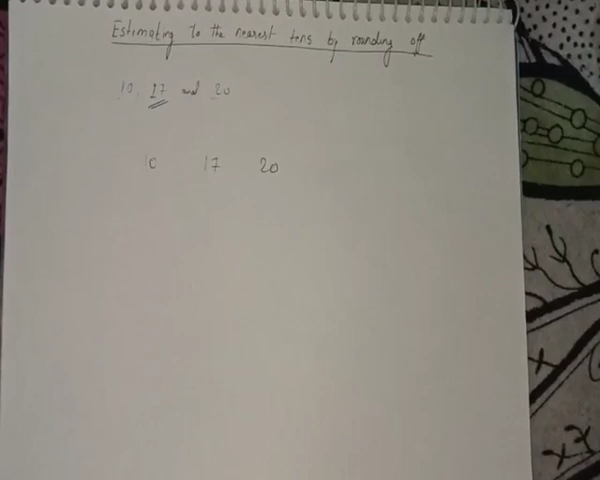 Estimating to the nearest tens by rounding off
10, 17 and 20
10 17 20